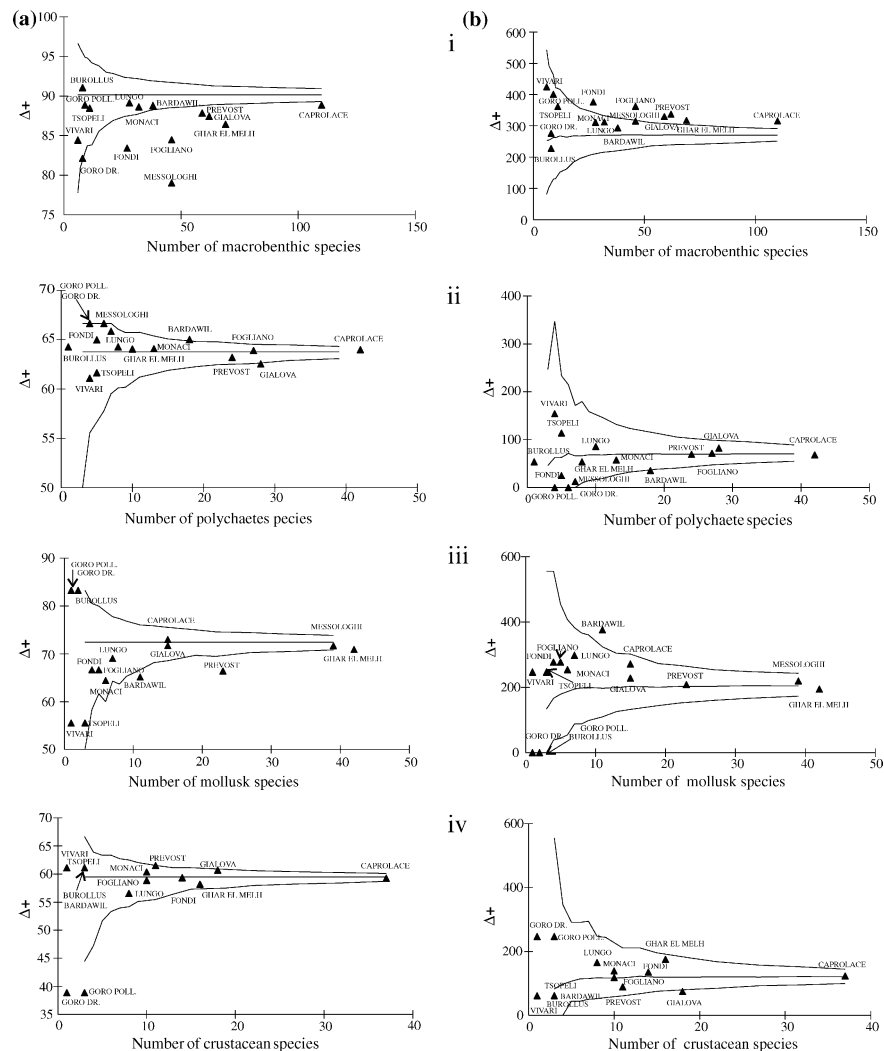 (a)
(b)
i
100
95
90
85
80
75
Δ+
BUROLLUS
GORO POLL.
LUNGO
BARDAWIL
PREVOST
TSOPELI
MONACI
GIALOVA
CAPROLACE
VIVARI
GHAR EL MELH
FOGLIANO
FONDI
GORO DR.
MESSOLOGHI
50
100
150
Number of macrobenthic species
600
500
400
300
200
100
0
Δ+
VIVARI
FONDI
GORO POLL.
FOGLIANO
PREVOST
TSOPELI
MONACI
MESSOLOGHI
CAPROLACE
GORO DR.
LUNGO
GIALOVA
GHAR EL MELH
BARDAWIL
BUROLLUS
0
50
100
150
Number of macrobenthic species
ii
GORO POLL.
GORO DR.
70
65
60
55
50
Δ+
MESSOLOGHI
FONDI
LUNGO
BARDAWIL
FOGLIANO
CAPROLACE
BUROLLUS
GHAR EL MELH
MONACI
TSOPELI
PREVOST
GIALOVA
VIVARI
0
10
20
30
40
50
Number of polychaetes pecies
400
300
200
100
0
Δ+
VIVARI
TSOPELI
LUNGO
GIALOVA
BUROLLUS
PREVOST
CAPROLACE
GHAR EL MELH
MONACI
FONDI
MESSOLOGHI
FOGLIANO
BARDAWIL
GORO POLL.
GORO DR.
0
10
20
30
40
50
Number of polychaete species
iii
90
80
70
60
50
Δ+
GORO POLL.
GORO DR.
BUROLLUS
CAPROLACE
MESSOLOGHI
LUNGO
GIALOVA
GHAR EL MELH
FONDI
FOGLIANO
PREVOST
MONACI
BARDAWIL
TSOPELI
VIVARI
0
10
20
30
40
50
Number of mollusk species
600
400
200
0
Δ+
BARDAWIL
FOGLIANO
FONDI
LUNGO
CAPROLACE
MESSOLOGHI
MONACI
VIVARI
TSOPELI
GIALOVA
PREVOST
GHAR EL MELH
GORO POLL.
GORO DR.
BUROLLUS
0
10
20
30
40
50
Number of mollusk species
iv
70
65
60
55
50
45
40
35
Δ+
VIVARI
TSOPELI
MONACI
PREVOST
GIALOVA
CAPROLACE
FOGLIANO
BUROLLUS
BARDAWIL
LUNGO
FONDI
GHAR EL MELH
GORO POLL.
GORO DR.
0
10
20
30
40
Number of crustacean species
600
400
200
0
Δ+
GORO DR.
GORO POLL.
LUNGO
GHAR EL MELH
MONACI
FONDI
CAPROLACE
TSOPELI
FOGLIANO
BARDAWIL
BUROLLUS
PREVOST
GIALOVA
VIVARI
0
10
20
30
40
Number of crustacean species